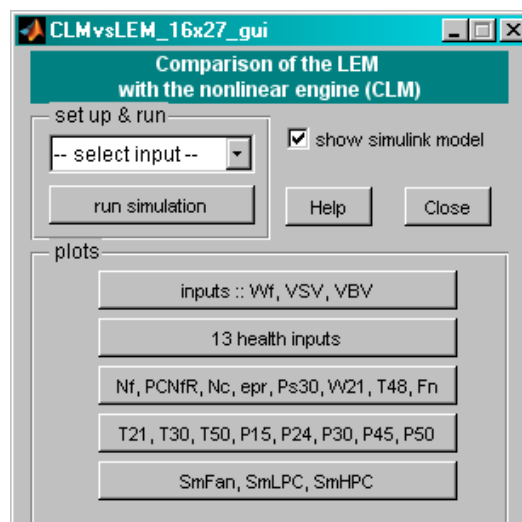 CLMvsLEM_16x27_gui
Comparison of the LEM
with the nonlinear engine (CLM)
set up & run
-- select input --
show simulink model
run simulation
Help
Close
plots
inputs :: Wf, VSV, VBV
13 health inputs
Nf, PCNfR, Nc, epr, Ps30, W21, T48, Fn
T21, T30, T50, P15, P24, P30, P45, P50
SmFan, SmLPC, SmHPC